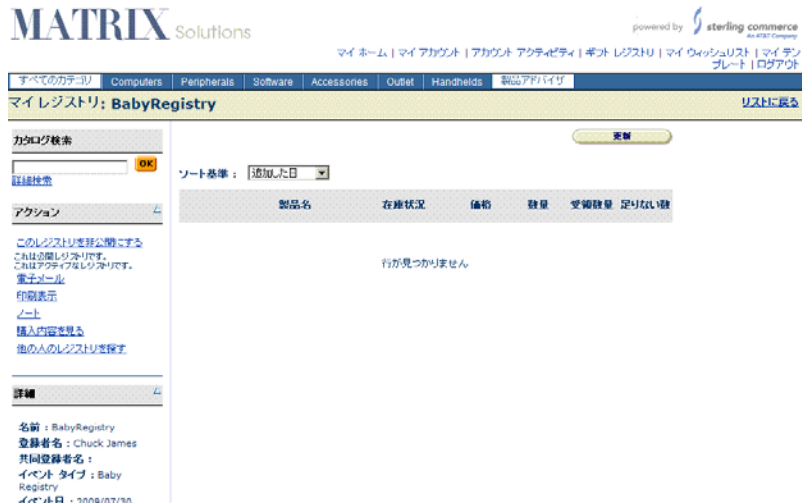 MATRIX Solutions
powered by sterling commerce
An AT&T Company
マイ ホーム | マイ アカウント | アカウント アクティビティ | ギフト レジストリ | マイ ウィッシュリスト | マイ テン
プレート | ログアウト
すべてのカテゴリ Computers Peripherals Software Accessories Outlet Handhelds 製品アドバイザ
マイ レジストリ: BabyRegistry リストに戻る
カタログ検索
OK
詳細検索
更新
ソート基準 : 追加した日
製品名 在庫状況 価格 数量 受領数量 足りない数
行が見つかりません
アクション
このレジストリを非公開にする
これは公開レジストリです。
これはアクティブなレジストリです。
電子メール
印刷表示
ノート
購入内容を見る
他の人のレジストリを探す
詳細
名前 : BabyRegistry
登録者名 : Chuck James
共同登録者名 :
イベント タイプ : Baby
Registry
イベント日 : 2009/07/30